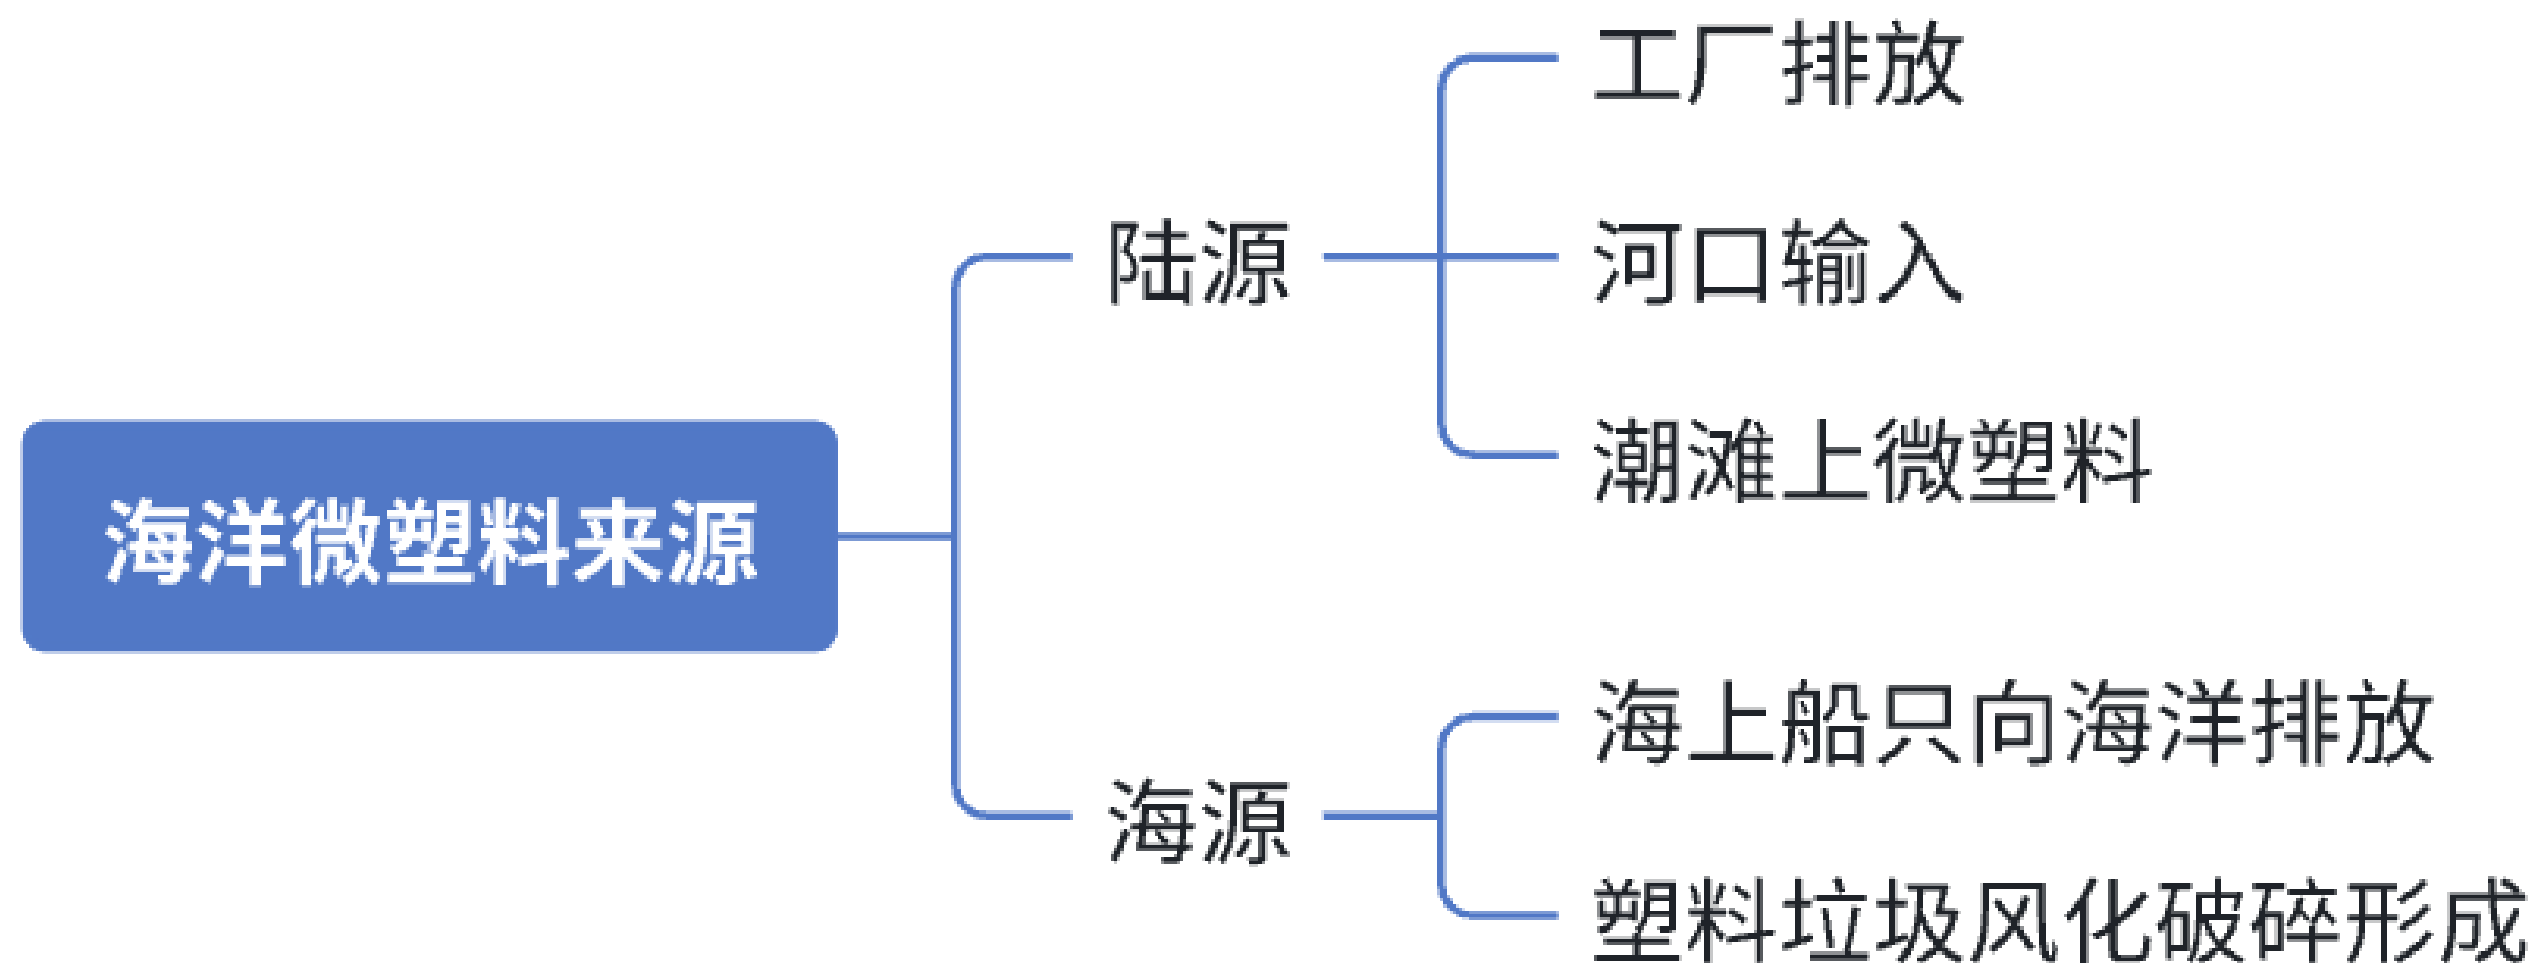 海洋微塑料来源
陆源
工厂排放
河口输入
潮滩上微塑料
海源
海上船只向海洋排放
塑料垃圾风化破碎形成